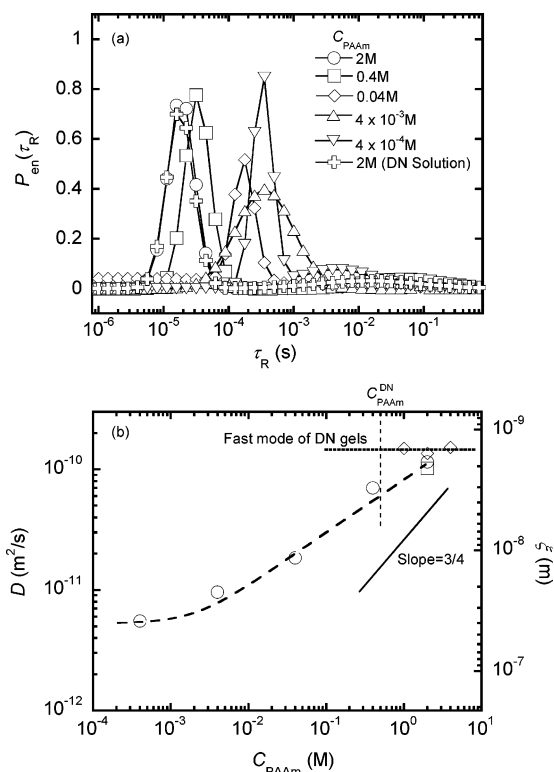 (a)
C_PAAm
2M
0.4M
0.04M
4 x 10^-3 M
4 x 10^-4 M
2M (DN Solution)
1
0.8
0.6
0.4
0.2
0
P_en(τ_R)
10^-6 10^-5 10^-4 10^-3 10^-2 10^-1
τ_R (s)
(b)
C_PAAm^DN
Fast mode of DN gels
Slope=3/4
10^-10
10^-11
10^-12
D (m^2/s)
10^-9
10^-8
10^-7
ξ (m)
10^-4 10^-3 10^-2 10^-1 10^0 10^1
C_PAAm (M)